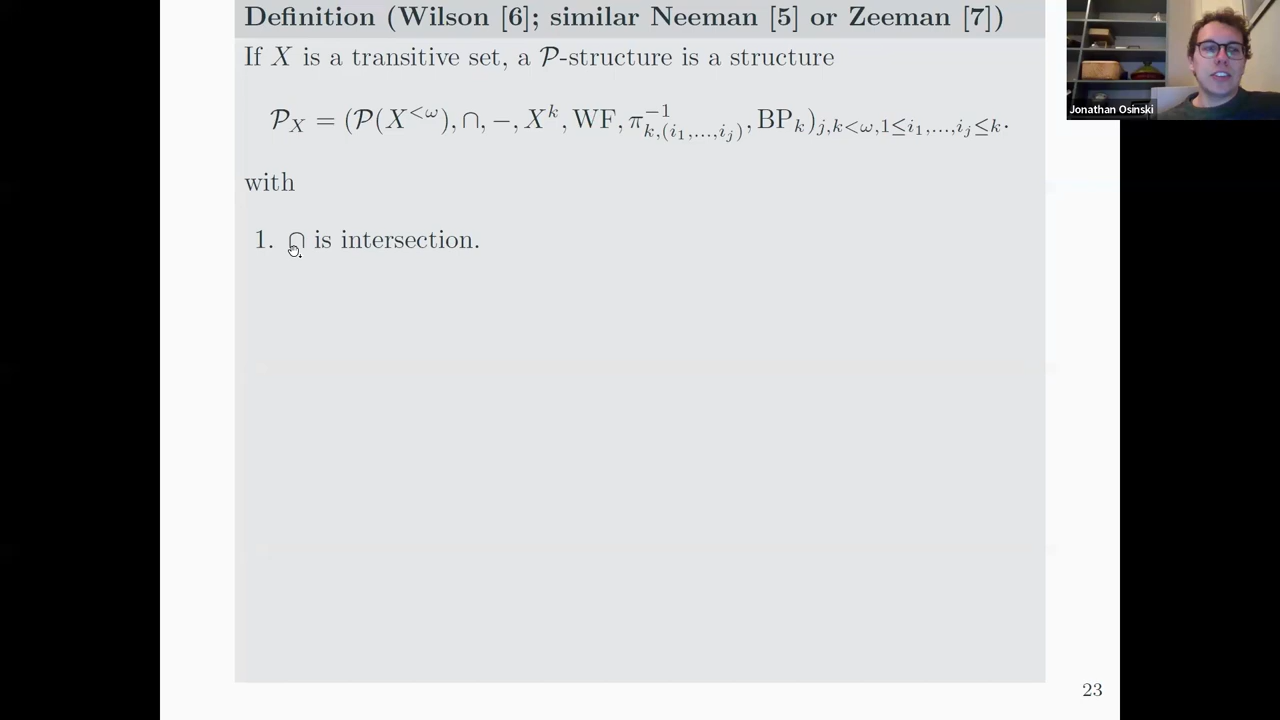 Definition (Wilson [6]; similar Neeman [5] or Zeeman [7])
If X is a transitive set, a 𝒫-structure is a structure
𝒫_X = (𝒫(X^{<ω}), ∩, −, X^k, WF, π^{−1}_{k,(i_1,...,i_j)}, BP_k)_{j,k<ω,1≤i_1,...,i_j≤k}.
with
1. ∩ is intersection.
23
Jonathan Osinski